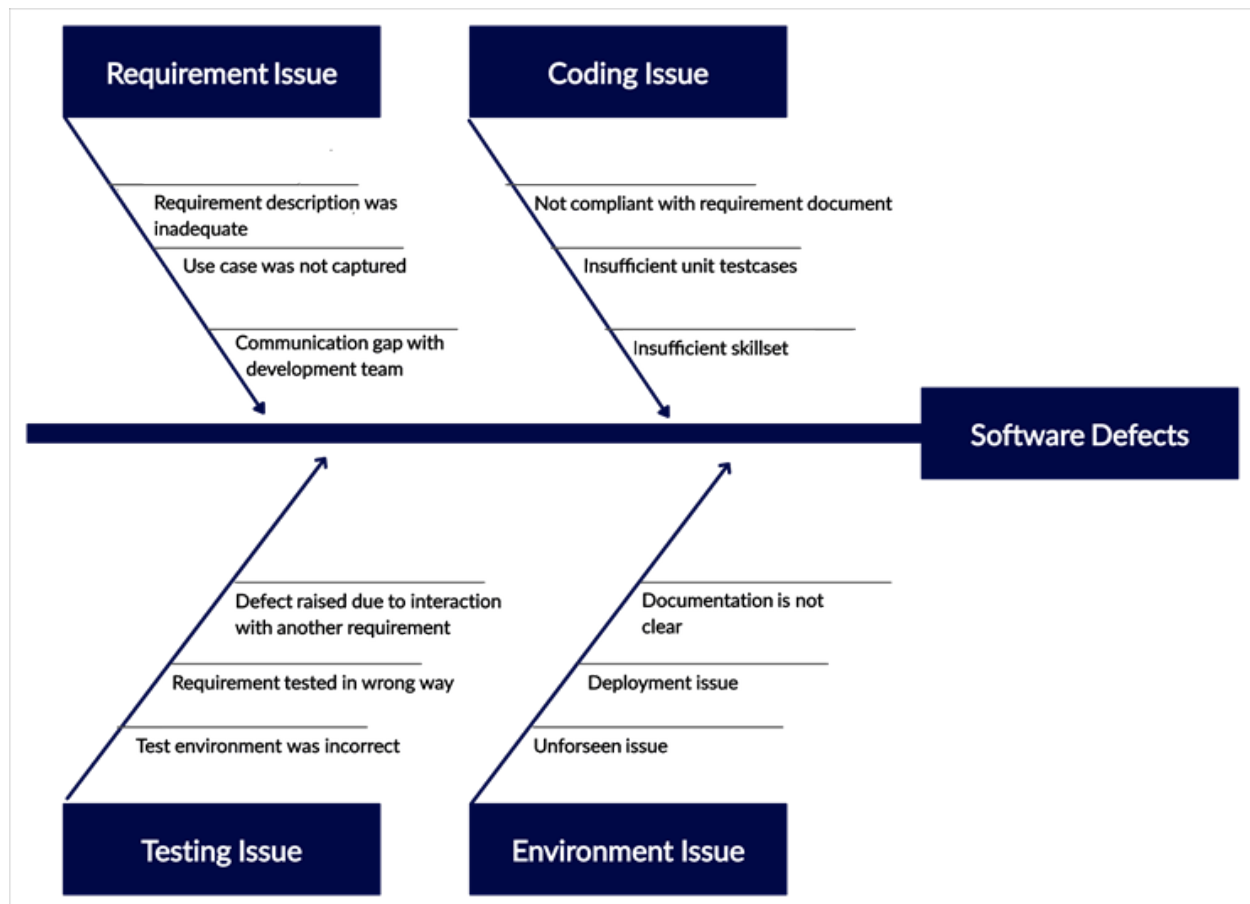 Requirement Issue
Coding Issue
Requirement description was
inadequate
Use case was not captured
Communication gap with
development team
Not compliant with requirement document
Insufficient unit testcases
Insufficient skillset
Software Defects
Defect raised due to interaction
with another requirement
Requirement tested in wrong way
Test environment was incorrect
Documentation is not
clear
Deployment issue
Unforseen issue
Testing Issue
Environment Issue